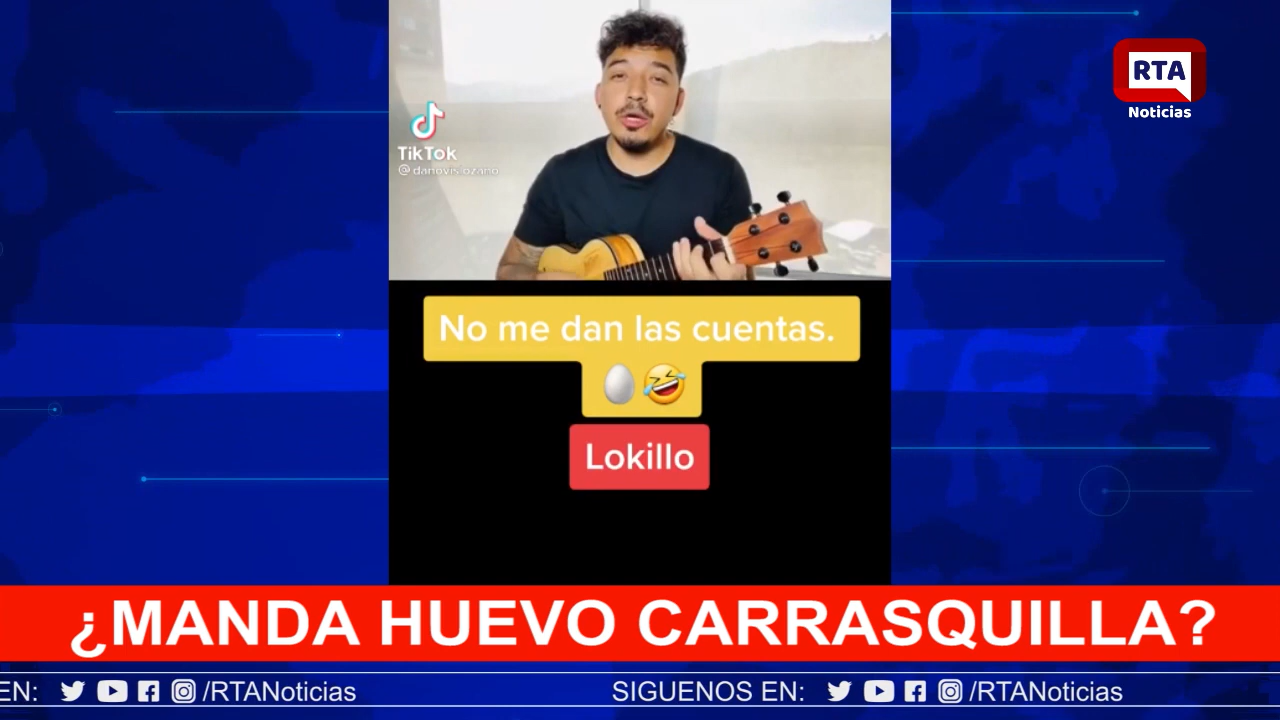 RTA
Noticias
TikTok
No me dan las cuentas.
Lokillo
¿MANDA HUEVO CARRASQUILLA?
EN: /RTANoticias SIGUENOS EN: /RTANoticias